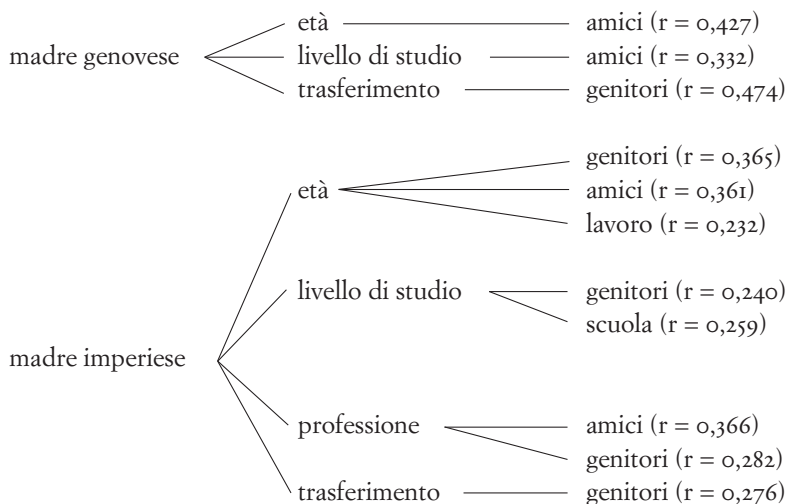 età amici (r = 0,427)
madre genovese livello di studio amici (r = 0,332)
trasferimento genitori (r = 0,474)
genitori (r = 0,365)
età amici (r = 0,361)
lavoro (r = 0,232)
livello di studio genitori (r = 0,240)
scuola (r = 0,259)
madre imperiese
professione amici (r = 0,366)
genitori (r = 0,282)
trasferimento genitori (r = 0,276)